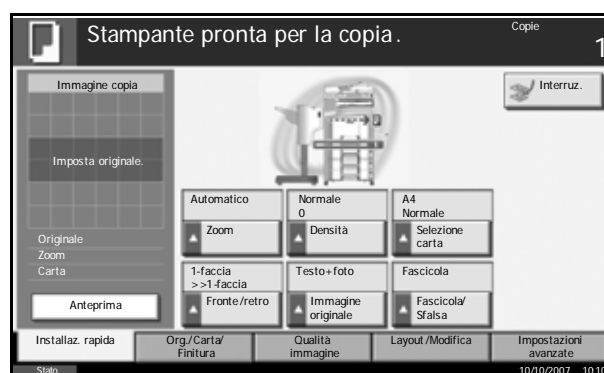 Stampante pronta per la copia.
Copie
1
Immagine copia
Interruz.
Imposta originale.
Automatico
Normale
0
A4
Normale
Zoom
Densità
Selezione
carta
Originale
Zoom
Carta
1-faccia
>>1-faccia
Testo+foto
Fascicola
Anteprima
Fronte/retro
Immagine
originale
Fascicola/
Sfalsa
Installaz. rapida
Org./Carta/
Finitura
Qualità
immagine
Layout/Modifica
Impostazioni
avanzate
Stato
10/10/2007 10:10